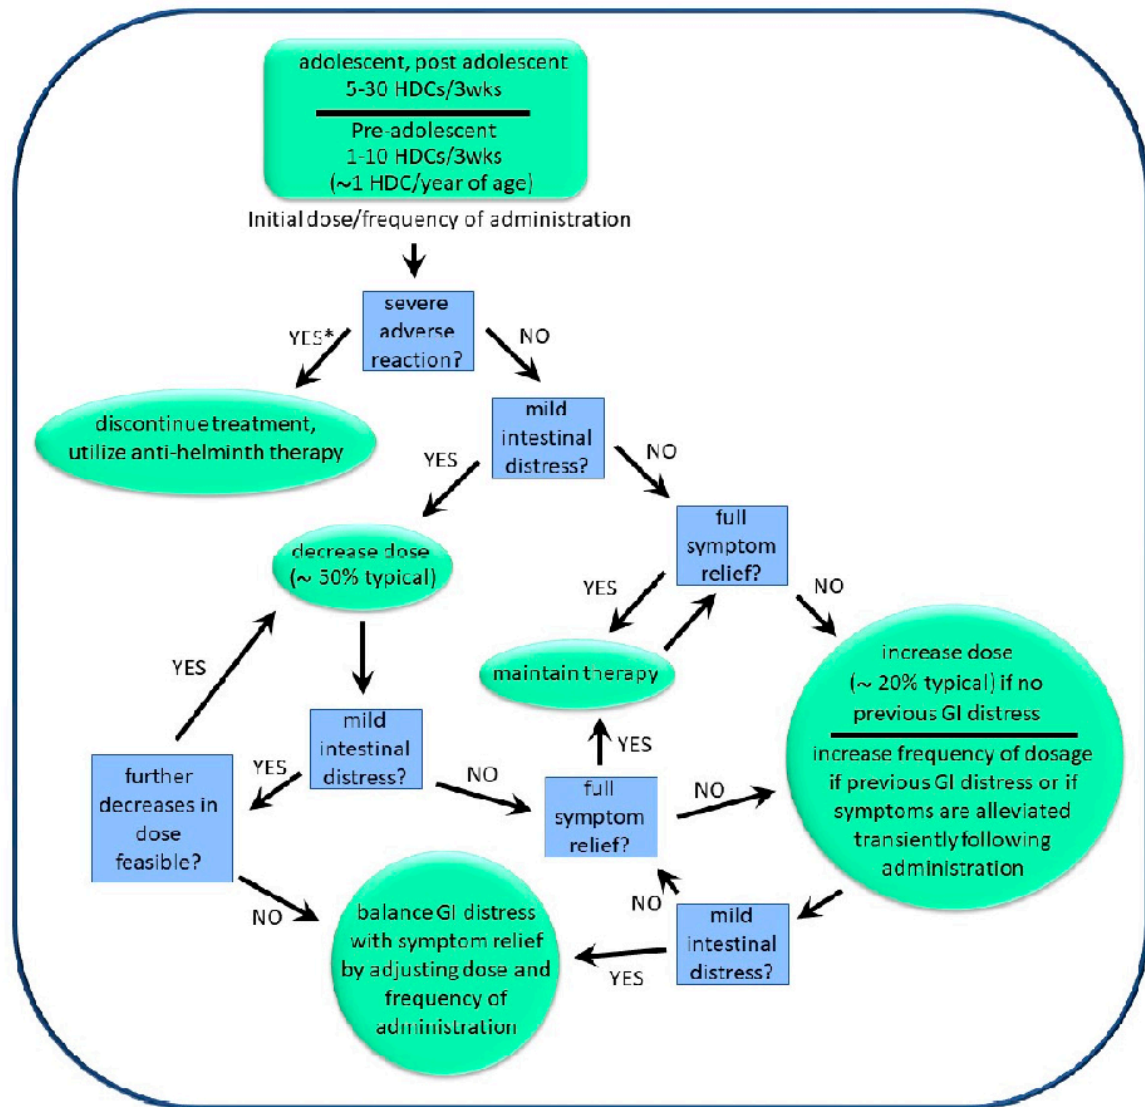 adolescent, post adolescent
5-30 HDCs/3wks
Pre-adolescent
1-10 HDCs/3wks
(~1 HDC/year of age)
Initial dose/frequency of administration
severe
adverse
reaction?
YES*
NO
discontinue treatment,
utilize anti-helminth therapy
mild
intestinal
distress?
YES
NO
full
symptom
relief?
decrease dose
(~ 50% typical)
YES
NO
YES
maintain therapy
increase dose
(~ 20% typical) if no
previous GI distress
increase frequency of dosage
if previous GI distress or if
symptoms are alleviated
transiently following
administration
mild
intestinal
distress?
YES
NO
YES
further
decreases in
dose
feasible?
full
symptom
relief?
NO
NO
balance GI distress
with symptom relief
by adjusting dose and
frequency of
administration
NO
mild
intestinal
distress?
YES